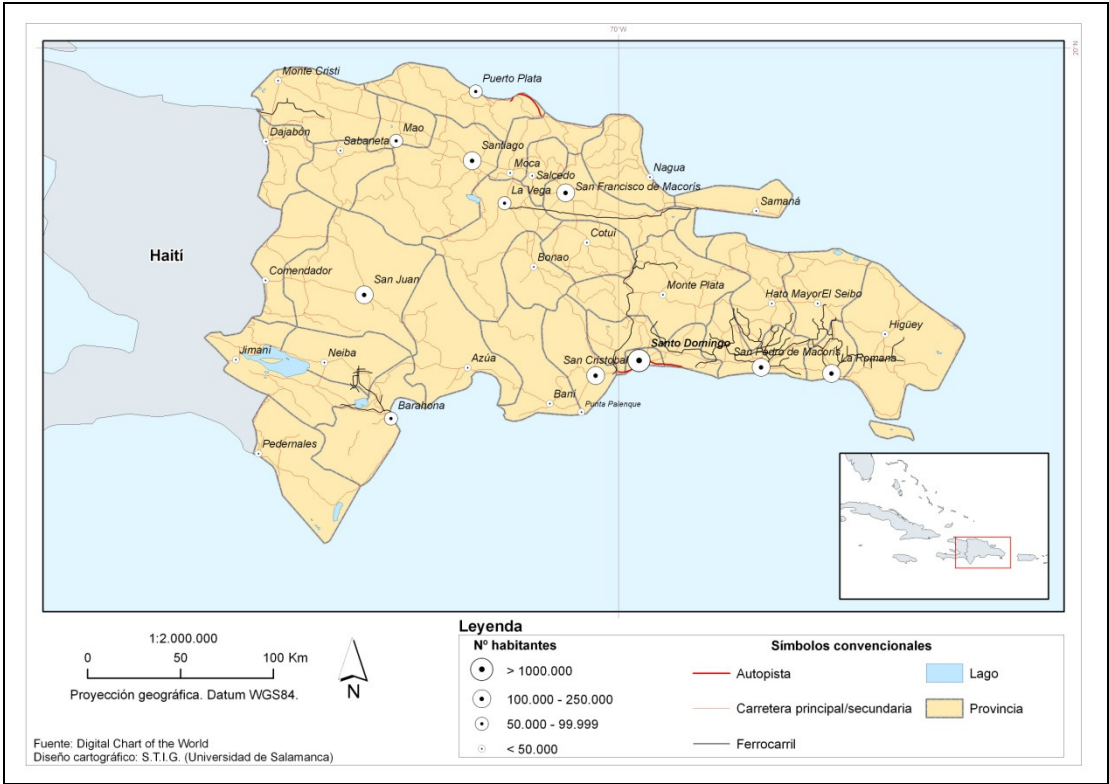 70°W
20°N
Monte Cristi
Puerto Plata
Dajabón
Sabaneta
Mao
Santiago
Moca
Salcedo
Nagua
La Vega
San Francisco de Macorís
Samaná
Haití
Cotuí
Bonao
Comendador
San Juan
Monte Plata
Hato Mayor
El Seibo
Higüey
Jimaní
Neiba
Azúa
San Cristobal
Santo Domingo
San Pedro de Macorís
La Romana
Baní
Punta Palenque
Barahona
Pedernales
1:2.000.000
0 50 100 Km
Proyección geográfica. Datum WGS84.
N
Fuente: Digital Chart of the World
Diseño cartográfico: S.T.I.G. (Universidad de Salamanca)
Leyenda
Nº habitantes
> 1000.000
100.000 - 250.000
50.000 - 99.999
< 50.000
Símbolos convencionales
Autopista
Carretera principal/secundaria
Ferrocarril
Lago
Provincia